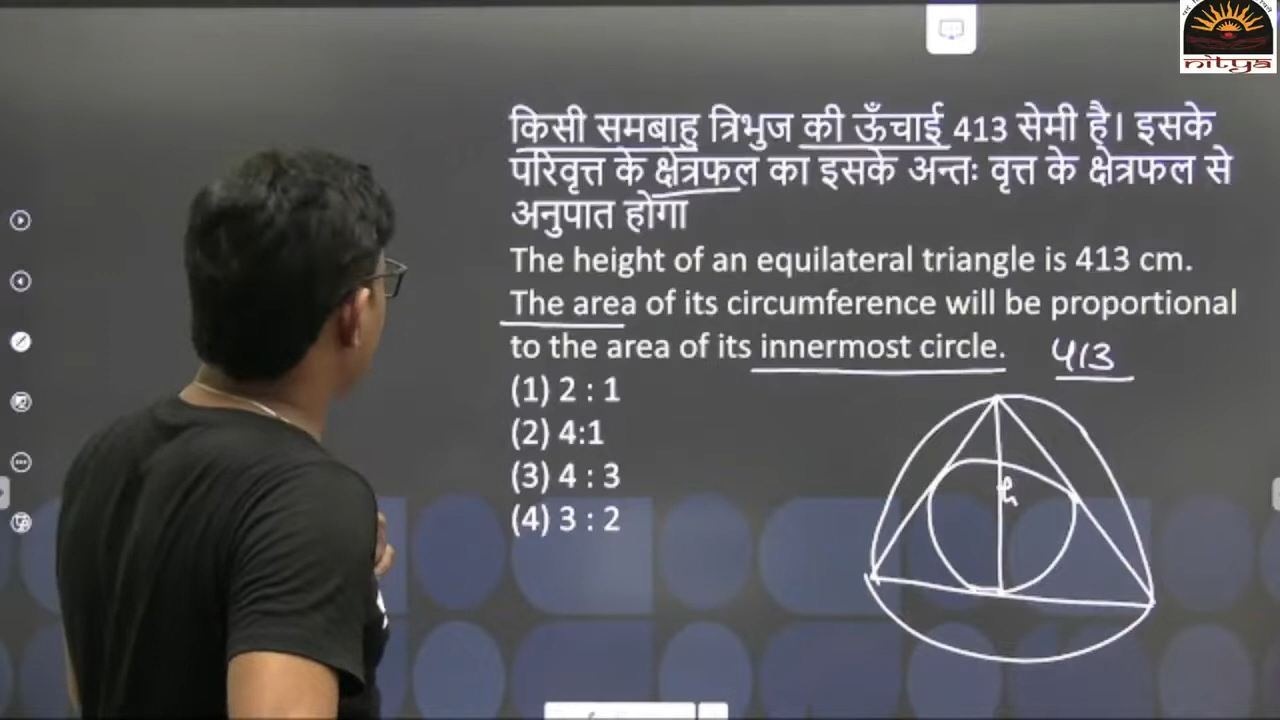 nitya
किसी समबाहु त्रिभुज की ऊँचाई 413 सेमी है। इसके
परिवृत्त के क्षेत्रफल का इसके अन्तः वृत्त के क्षेत्रफल से
अनुपात होगा
The height of an equilateral triangle is 413 cm.
The area of its circumference will be proportional
to the area of its innermost circle.
413
(1) 2 : 1
(2) 4:1
(3) 4 : 3
(4) 3 : 2
h